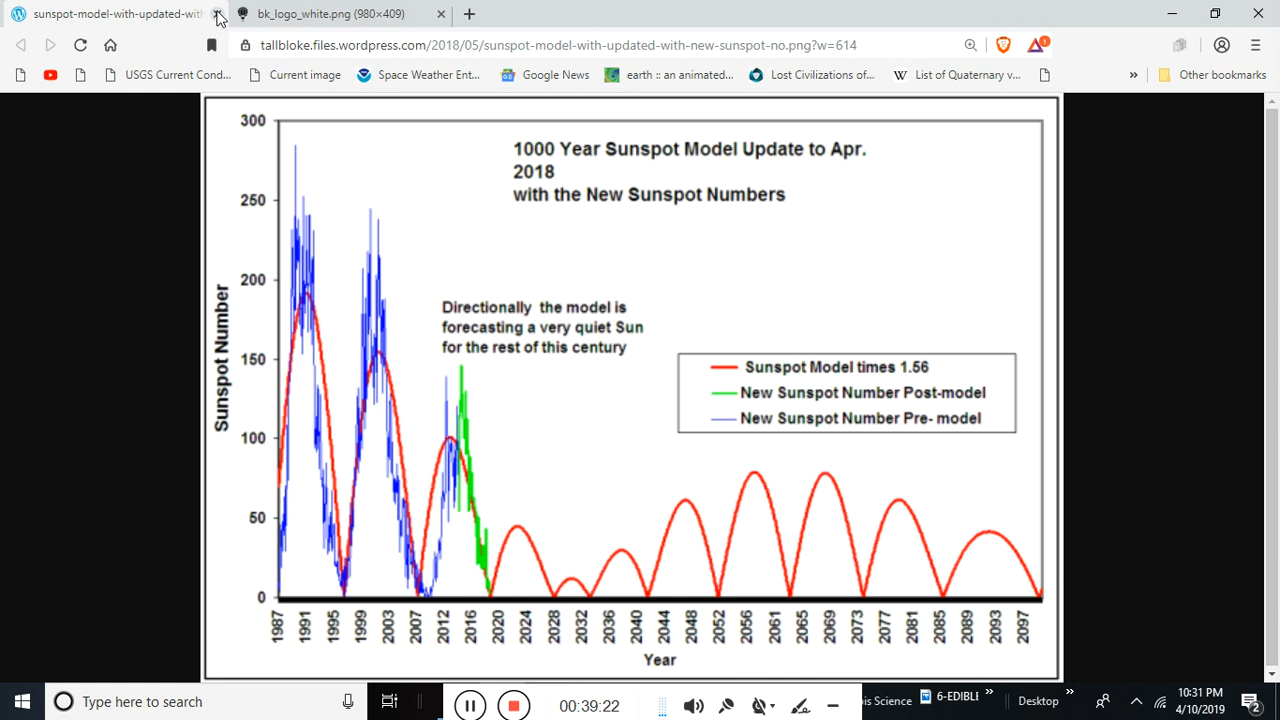 sunspot-model-with-updated-with
bk_logo_white.png (980×409)
tallbloke.files.wordpress.com/2018/05/sunspot-model-with-updated-with-new-sunspot-no.png?w=614
USGS Current Cond...
Current image
Space Weather Ent...
Google News
earth :: an animated...
Lost Civilizations of...
List of Quaternary v...
Other bookmarks
1000 Year Sunspot Model Update to Apr.
2018
with the New Sunspot Numbers
Directionally the model is
forecasting a very quiet Sun
for the rest of this century
Sunspot Model times 1.56
New Sunspot Number Post-model
New Sunspot Number Pre- model
Sunspot Number
300
250
200
150
100
50
0
1987
1991
1995
1999
2003
2007
2012
2016
2020
2024
2028
2032
2036
2040
2044
2048
2052
2056
2061
2065
2069
2073
2077
2081
2085
2089
2093
2097
Year
Type here to search
00:39:22
is Science
6-EDIBLE
Desktop
10:31 PM
4/10/2019
2